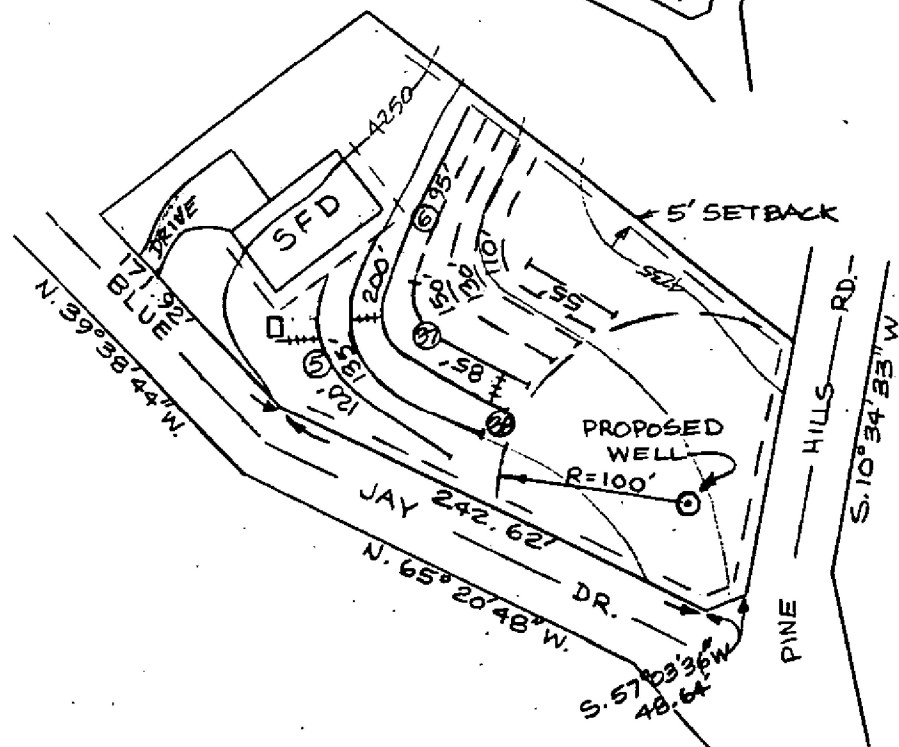 4250
DRIVE
SFD
⑤ 95'
5' SETBACK
4235
110'
130'
150'
55'
200'
135'
120'
⑤
85'
171.92'
BLUE
JAY
DR.
242.62'
N. 39°38'44" W.
N. 65°20'48" W.
PROPOSED
WELL
R=100'
PINE
HILLS
RD.
S. 10°34'33" W
S. 57°03'36" W
48.64'